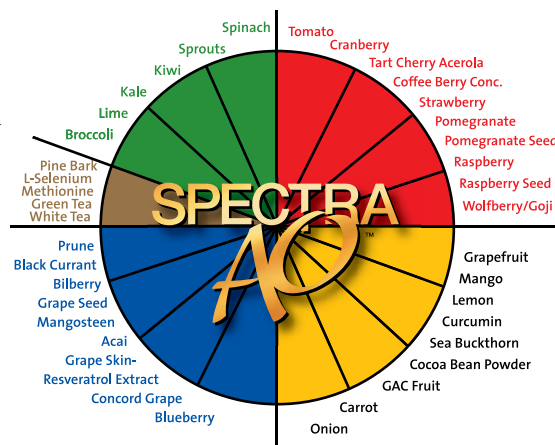 Spinach
Sprouts
Kiwi
Kale
Lime
Broccoli
Tomato
Cranberry
Tart Cherry Acerola
Coffee Berry Conc.
Strawberry
Pomegranate
Pomegranate Seed
Raspberry
Raspberry Seed
Wolfberry/Goji
Pine Bark
L-Selenium
Methionine
Green Tea
White Tea
SPECTRA
AO™
Prune
Black Currant
Bilberry
Grape Seed
Mangosteen
Acai
Grape Skin-
Resveratrol Extract
Concord Grape
Blueberry
Grapefruit
Mango
Lemon
Curcumin
Sea Buckthorn
Cocoa Bean Powder
GAC Fruit
Carrot
Onion